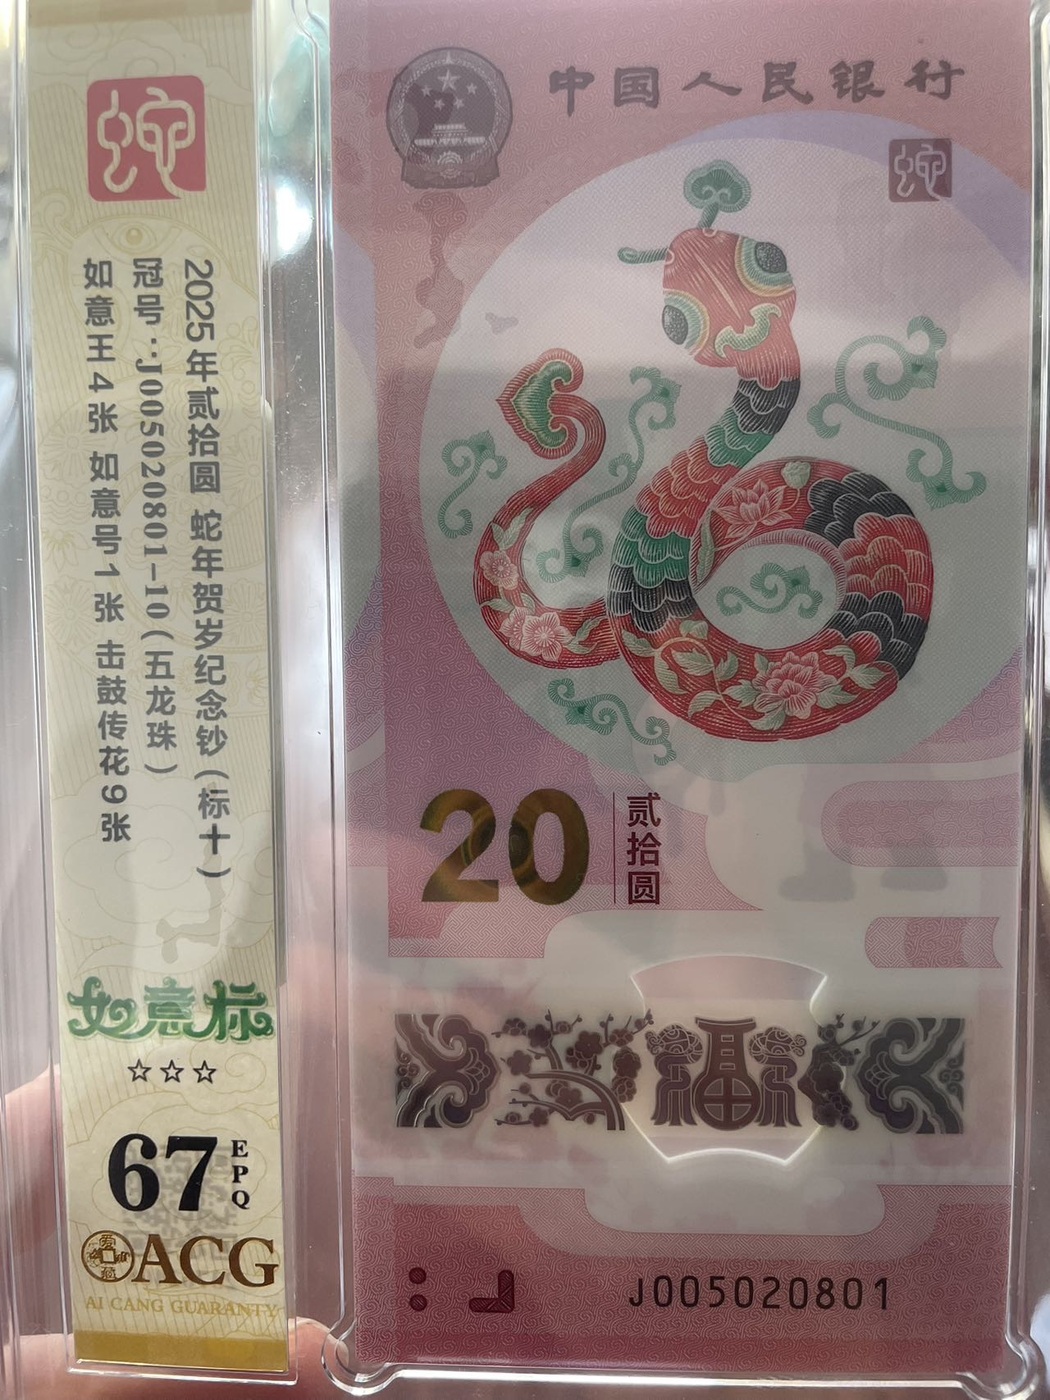 蛇
2025年贰拾圆 蛇年贺岁纪念钞（标十）
冠号：J005020801-10（五龙珠）
如意王4张 如意号1张 击鼓传花9张
如意标
☆☆☆
67 EPQ
爱藏
ACG
AI CANG GUARANTY
中国人民银行
蛇
20 贰拾圆
福
J005020801